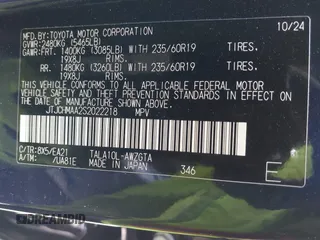 MFD.BY:TOYOTA MOTOR CORPORATION 10/24
GVWR:2480KG (5465LB)
GAWR:FRT. 1400KG (3085LB) WITH 235/60R19 TIRES.
19X8J RIMS.
RR. 1480KG (3260LB) WITH 235/60R19 TIRES.
19X8J RIMS.
THIS VEHICLE CONFORMS TO ALL APPLICABLE FEDERAL MOTOR
VEHICLE SAFETY AND THEFT PREVENTION STANDARDS IN
EFFECT ON THE DATE OF MANUFACTURE SHOWN ABOVE.
JTJCHMAA2S2022218 MPV
C/TR:8X5/EA21 TALA10L-AWZGTA E
A/TM: /UA81E MADE IN JAPAN 346
DREAMBID